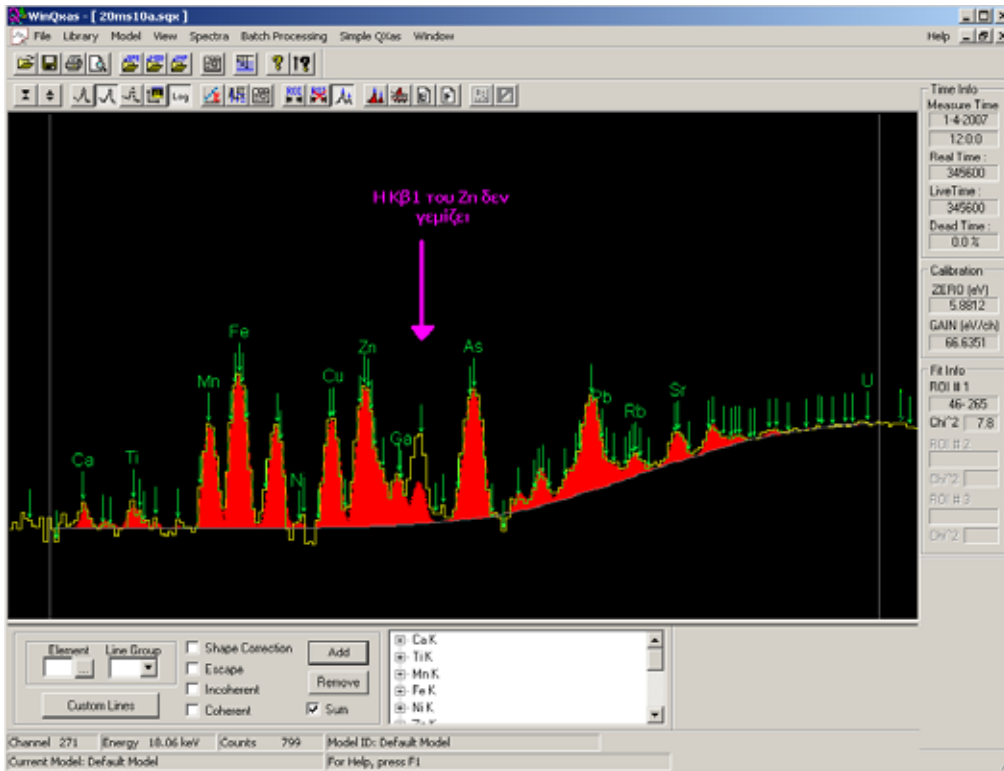 WinQxas - [ 20ms10a.sqx ]
File Library Model View Spectra Batch Processing Simple QXas Window Help
Log
Time Info
Measure Time
1-4-2007
12:0:0
Real Time :
345600
LiveTime :
345600
Dead Time :
0.0 %
Calibration
ZERO (eV)
5.8812
GAIN (eV/ch)
66.6351
Fit Info
ROI # 1
46- 265
Chi^2 7.8
ROI # 2
Chi^2
ROI # 3
Chi^2
Η Κβ1 του Zn δεν
γεμίζει
Ca
Ti
Mn
Fe
N
Cu
Zn
Ga
As
Rb
Sr
U
Element Line Group
Custom Lines
Shape Correction
Escape
Incoherent
Coherent
Add
Remove
Sum
Ca K
Ti K
Mn K
Fe K
Ni K
Channel 271 Energy 18.06 keV Counts 799 Model ID: Default Model
Current Model: Default Model For Help, press F1